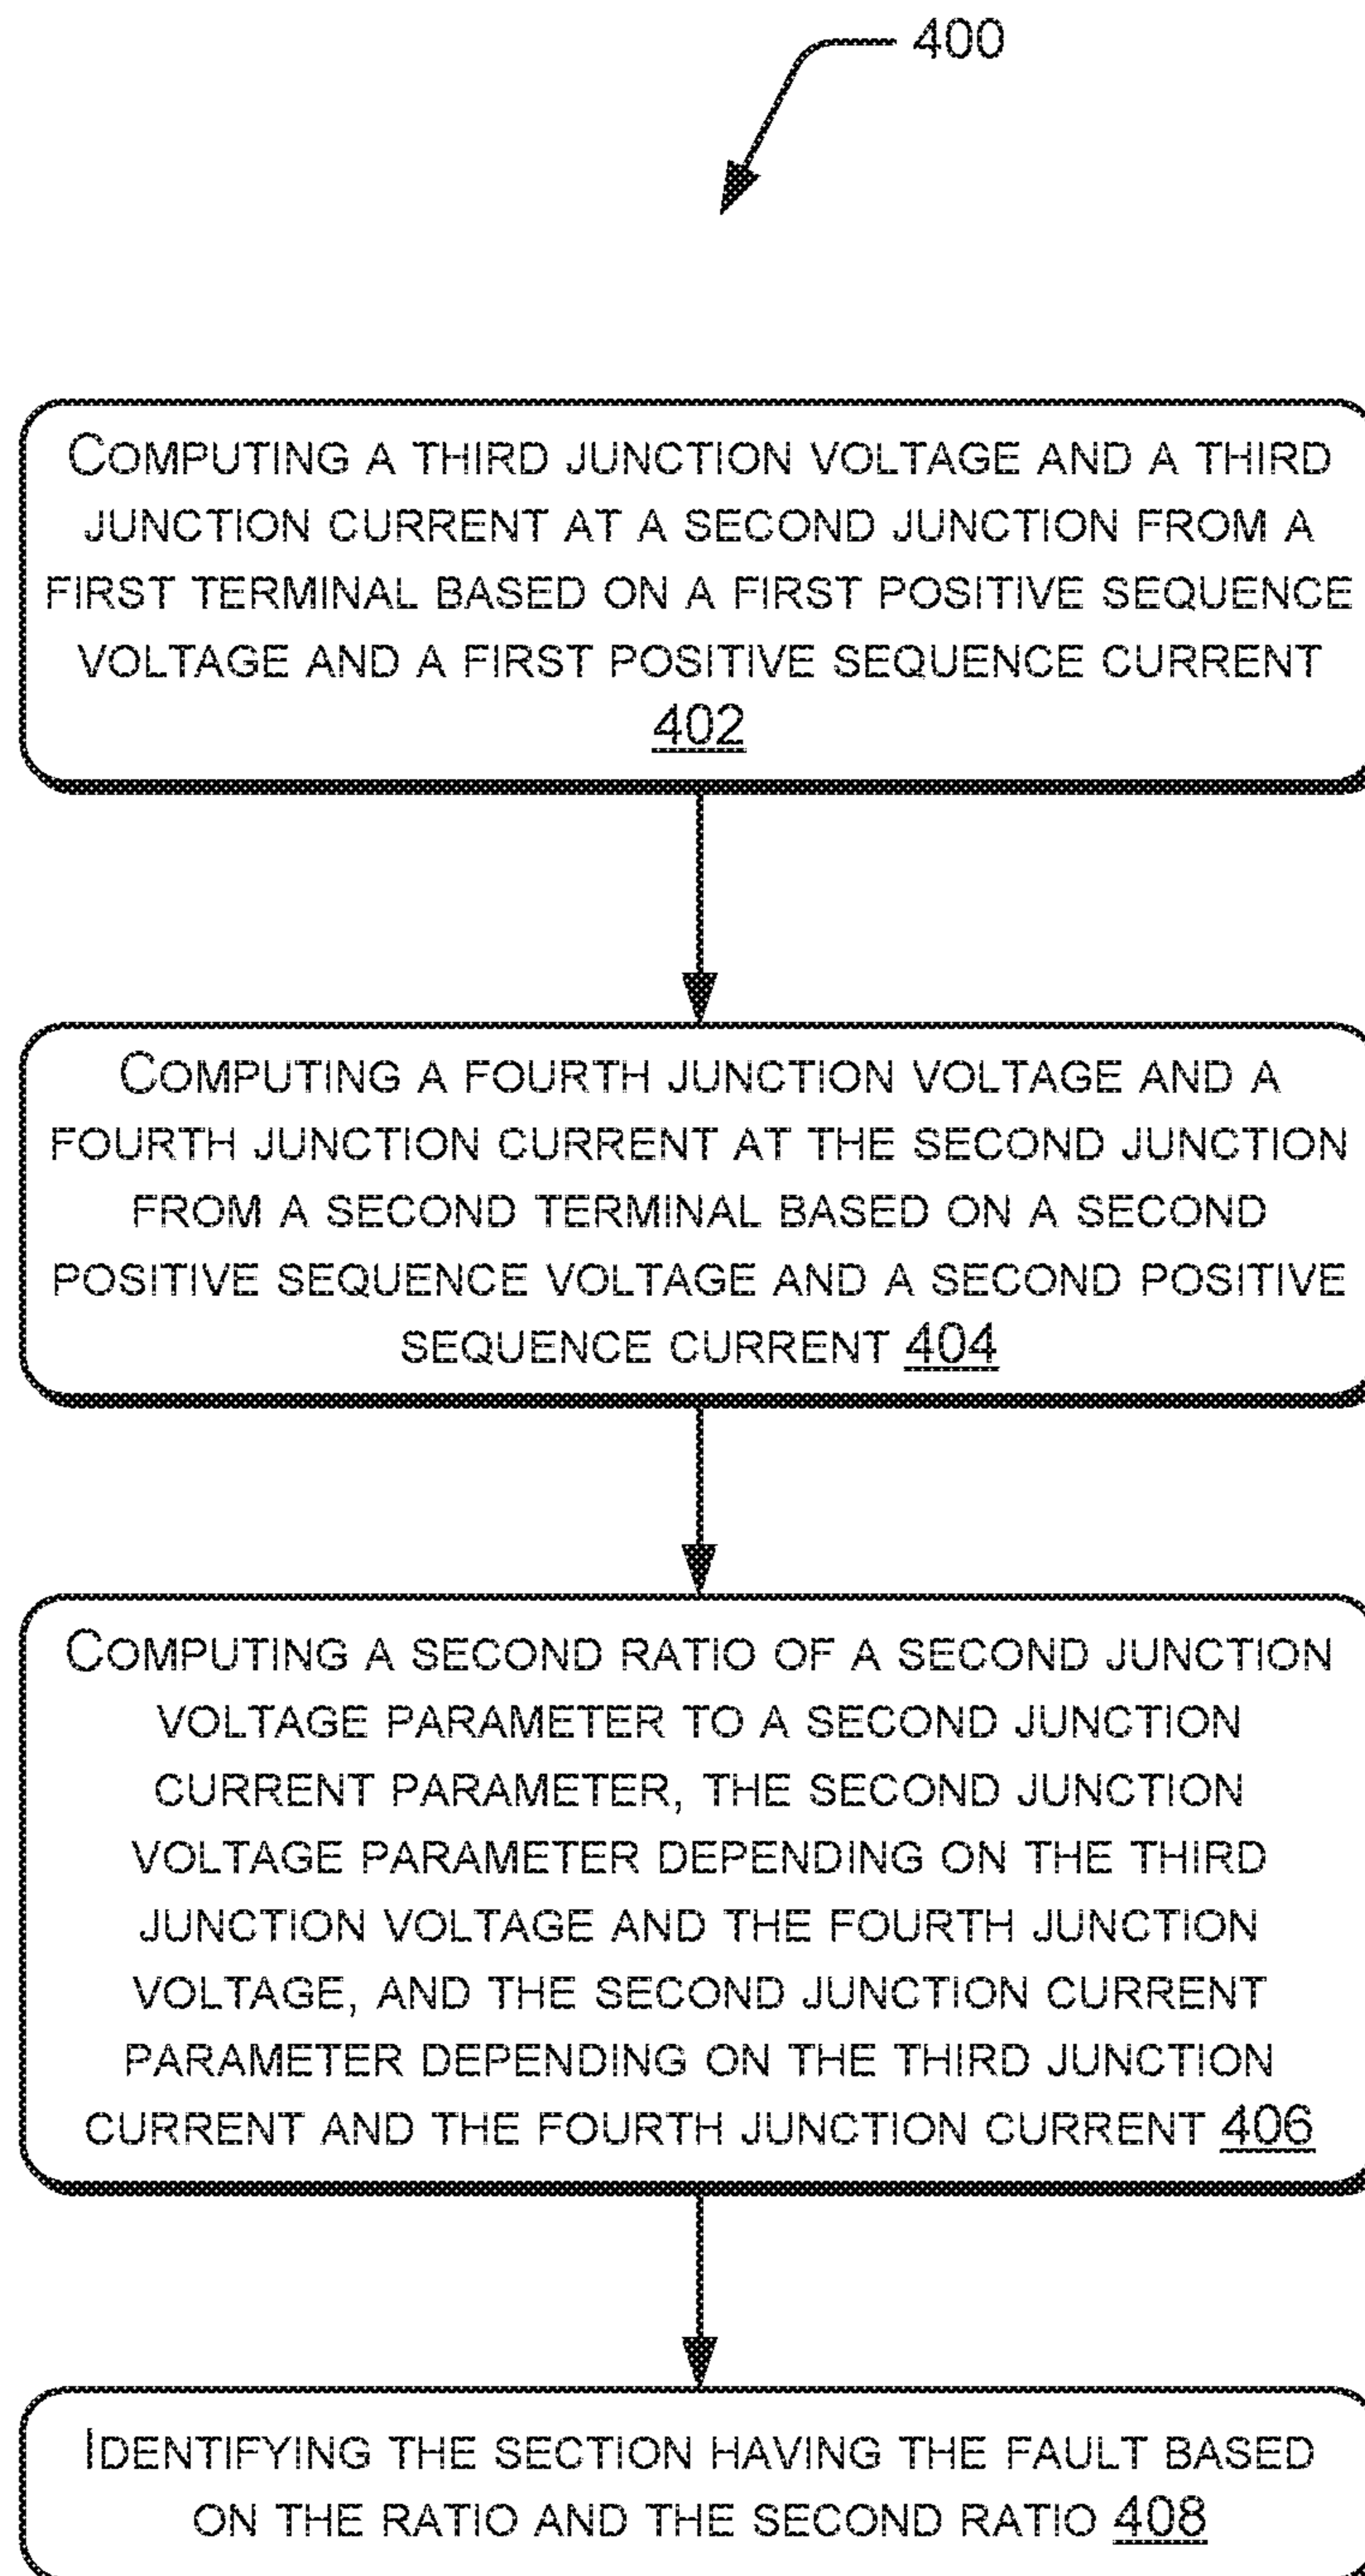 400
COMPUTING A THIRD JUNCTION VOLTAGE AND A THIRD
JUNCTION CURRENT AT A SECOND JUNCTION FROM A
FIRST TERMINAL BASED ON A FIRST POSITIVE SEQUENCE
VOLTAGE AND A FIRST POSITIVE SEQUENCE CURRENT
402
COMPUTING A FOURTH JUNCTION VOLTAGE AND A
FOURTH JUNCTION CURRENT AT THE SECOND JUNCTION
FROM A SECOND TERMINAL BASED ON A SECOND
POSITIVE SEQUENCE VOLTAGE AND A SECOND POSITIVE
SEQUENCE CURRENT 404
COMPUTING A SECOND RATIO OF A SECOND JUNCTION
VOLTAGE PARAMETER TO A SECOND JUNCTION
CURRENT PARAMETER, THE SECOND JUNCTION
VOLTAGE PARAMETER DEPENDING ON THE THIRD
JUNCTION VOLTAGE AND THE FOURTH JUNCTION
VOLTAGE, AND THE SECOND JUNCTION CURRENT
PARAMETER DEPENDING ON THE THIRD JUNCTION
CURRENT AND THE FOURTH JUNCTION CURRENT 406
IDENTIFYING THE SECTION HAVING THE FAULT BASED
ON THE RATIO AND THE SECOND RATIO 408